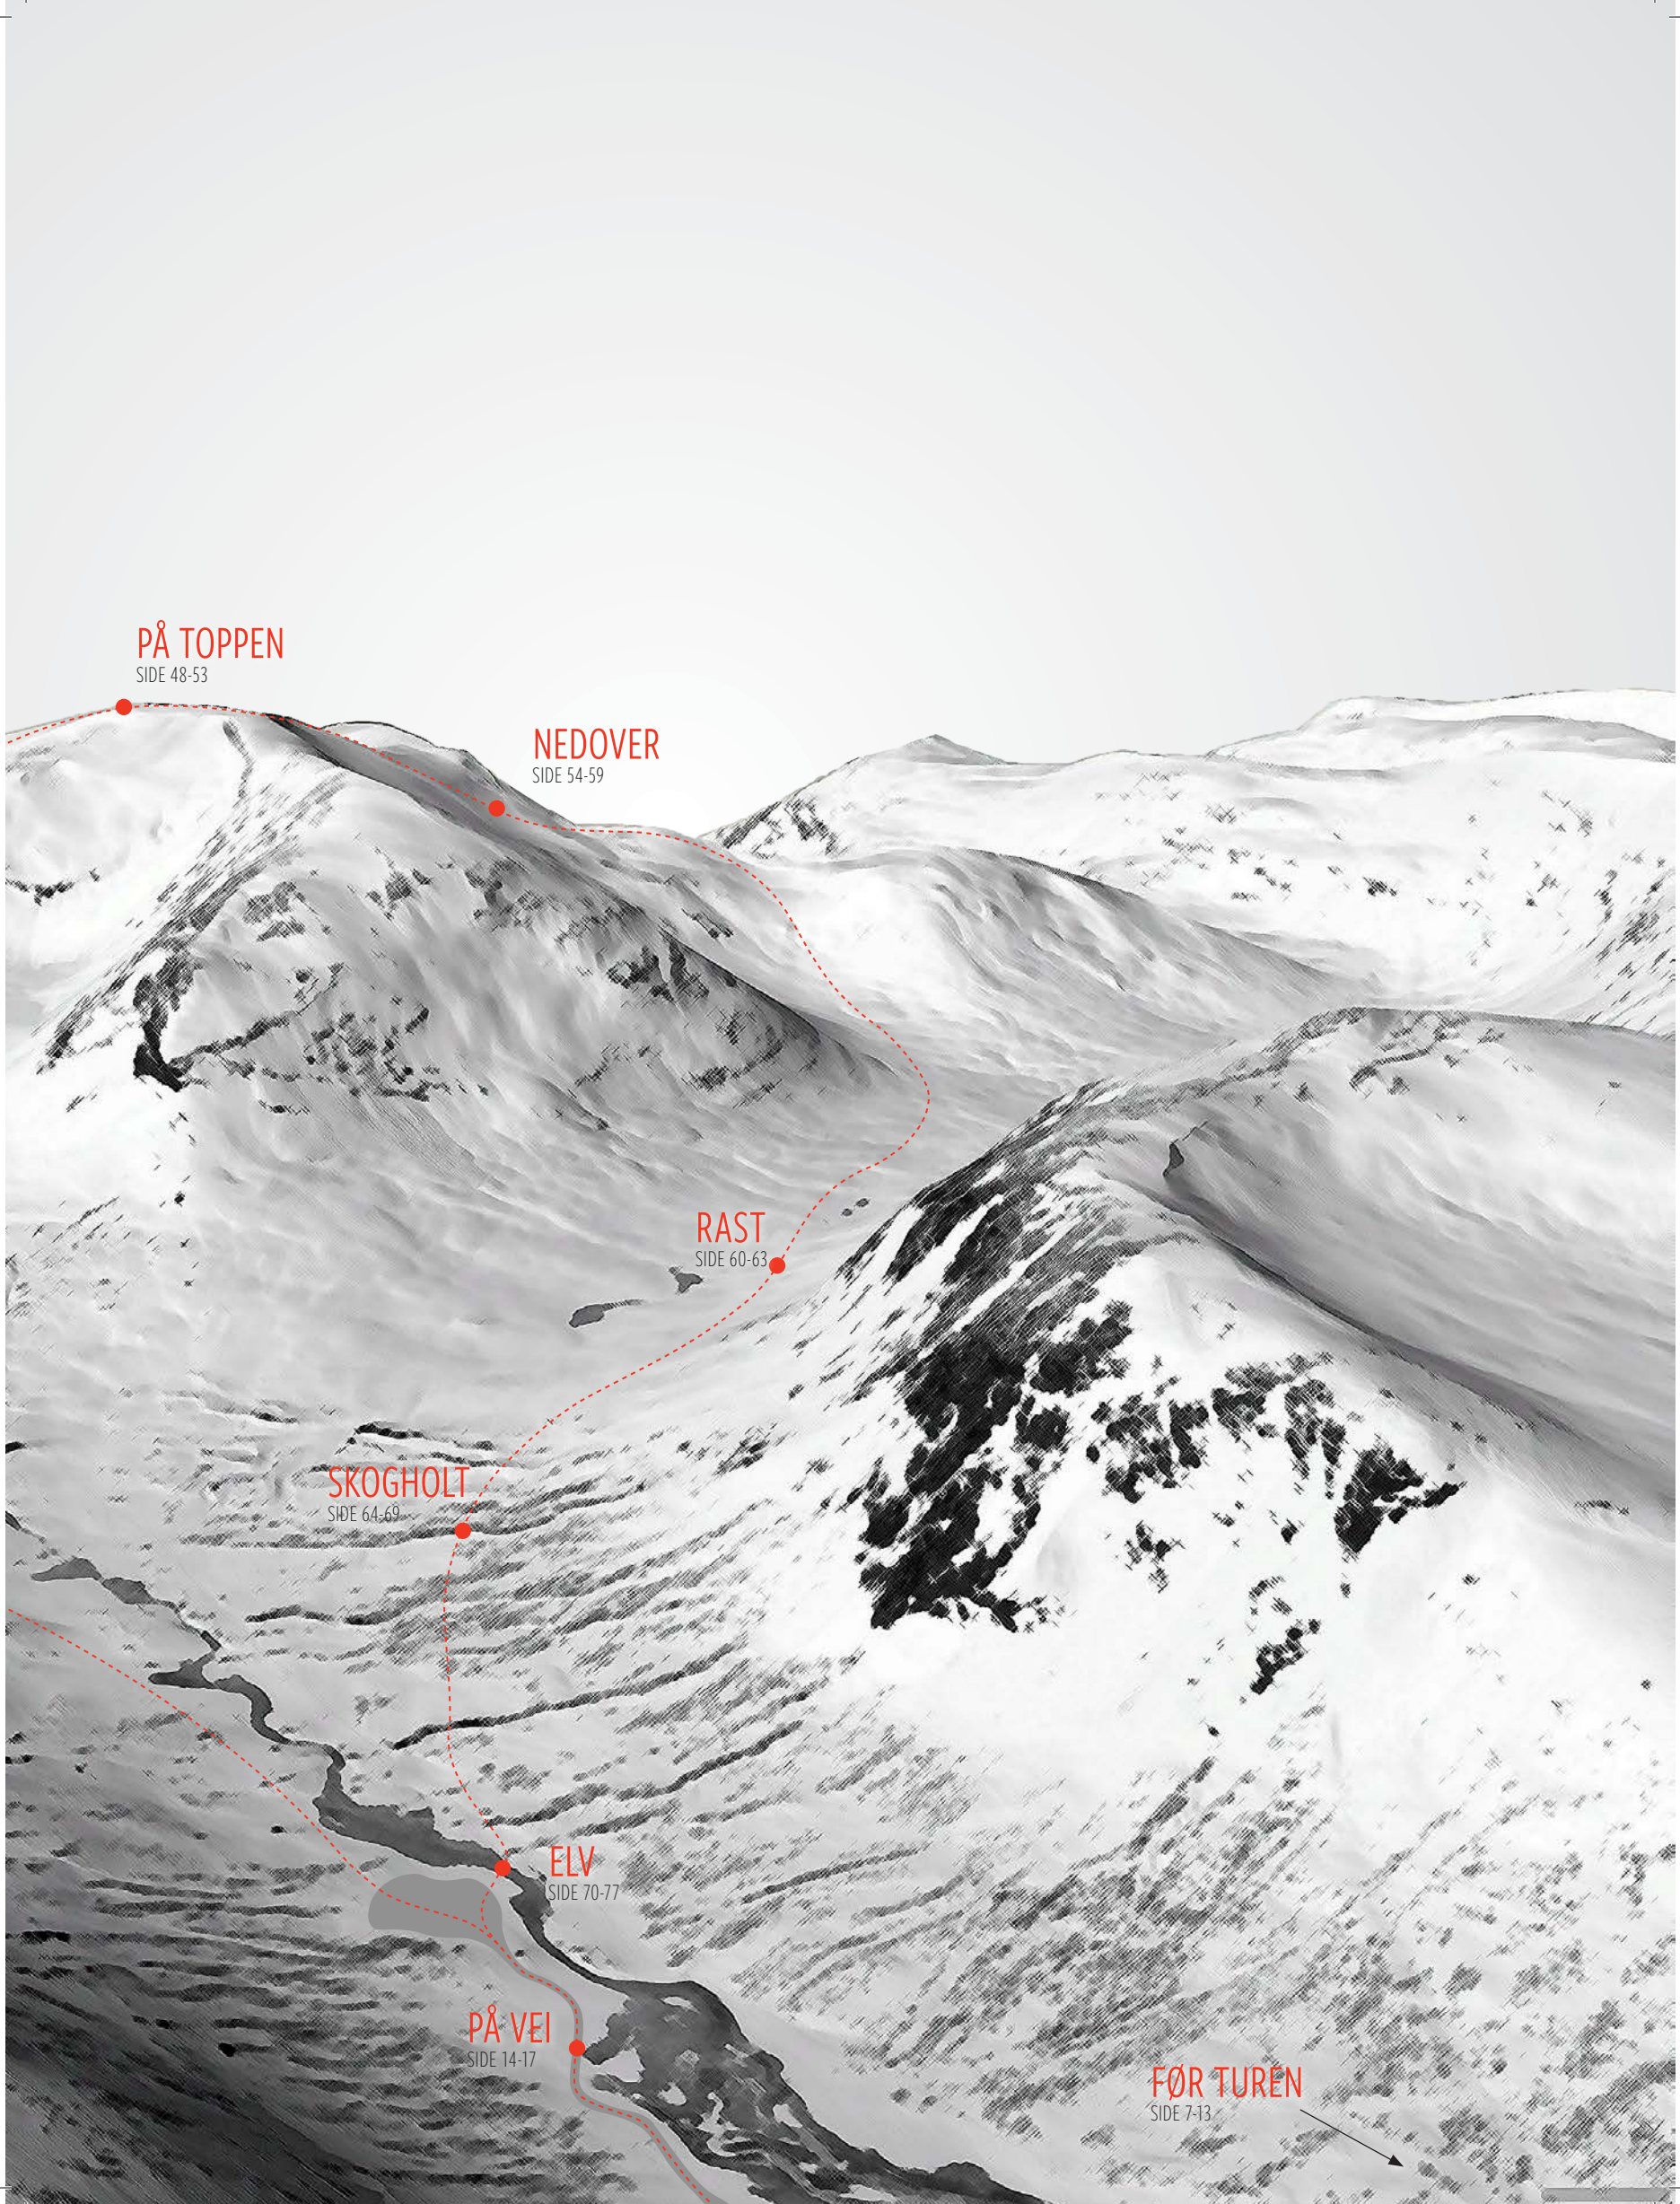 PÅ TOPPEN
SIDE 48-53
NEDOVER
SIDE 54-59
RAST
SIDE 60-63
SKOGHOLT
SIDE 64-69
ELV
SIDE 70-77
PÅ VEI
SIDE 14-17
FØR TUREN
SIDE 7-13